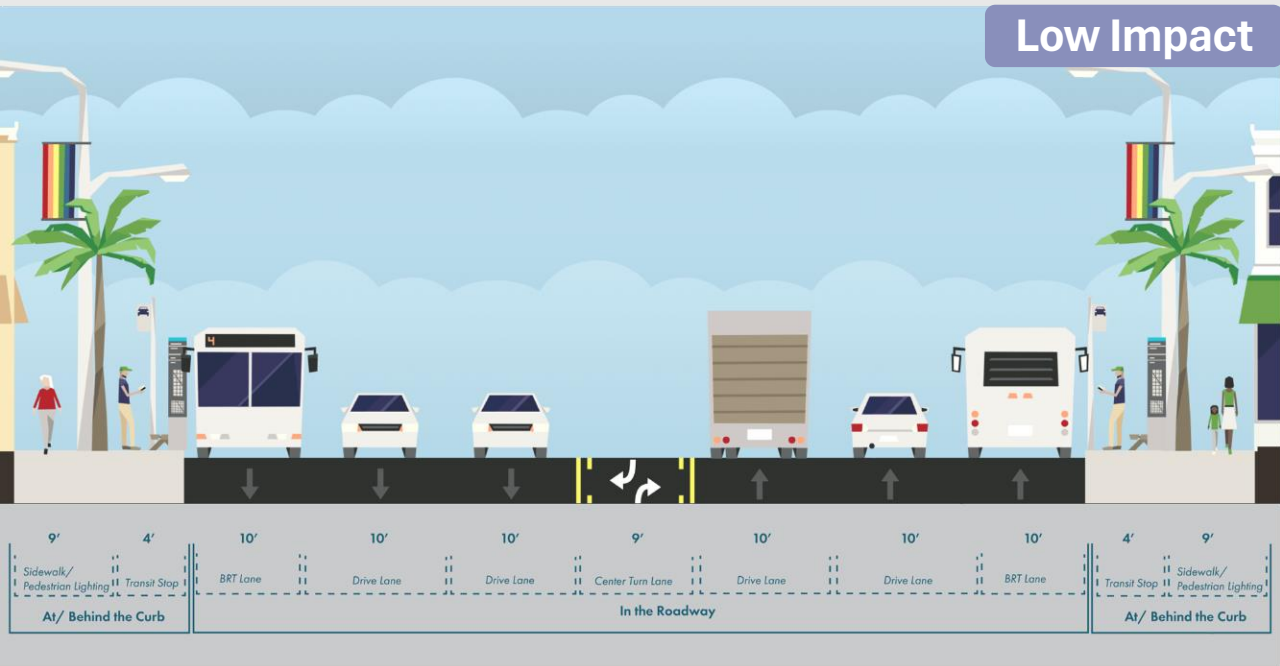 Low Impact
4
9’ 4’ 10’ 10’ 10’ 9’ 10’ 10’ 10’ 4’ 9’
Sidewalk/
Pedestrian Lighting
Transit Stop
BRT Lane
Drive Lane
Drive Lane
Center Turn Lane
Drive Lane
Drive Lane
BRT Lane
Transit Stop
Sidewalk/
Pedestrian Lighting
At/ Behind the Curb
In the Roadway
At/ Behind the Curb